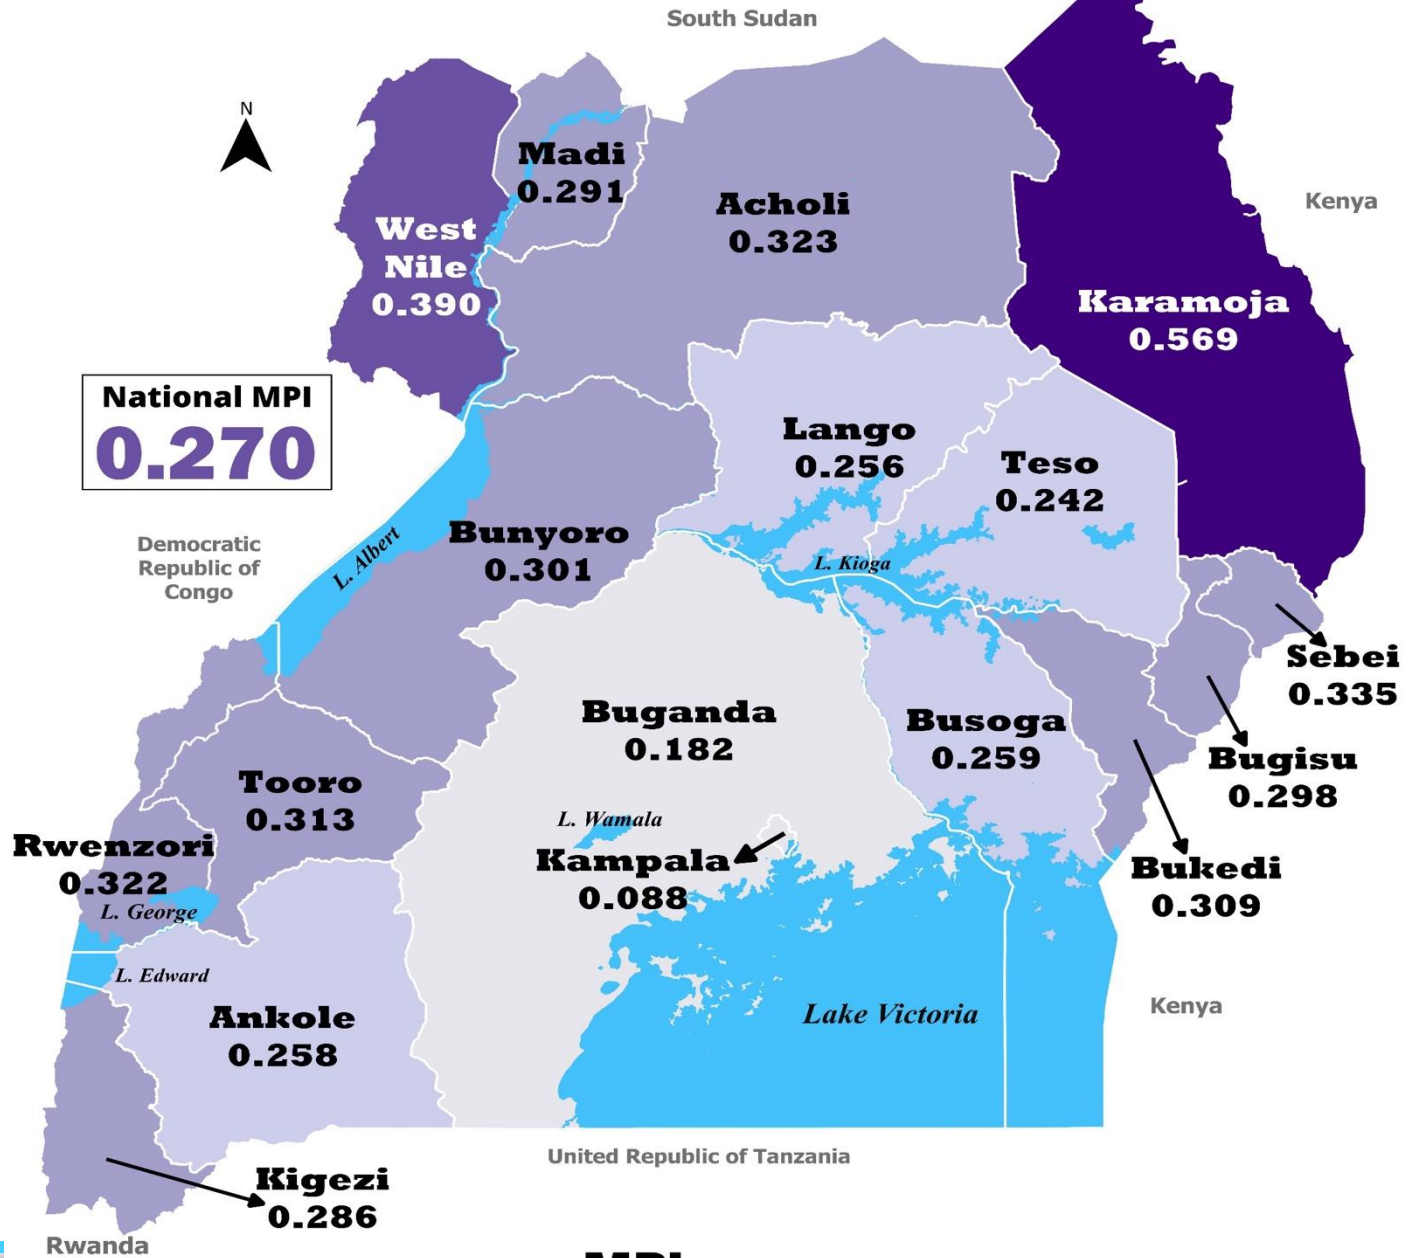 South Sudan
N
Madi
0.291
Acholi
0.323
Kenya
West
Nile
0.390
Karamoja
0.569
National MPI
0.270
Lango
0.256
Teso
0.242
Democratic
Republic of
Congo
L. Albert
Bunyoro
0.301
L. Kioga
Sebei
0.335
Buganda
0.182
Busoga
0.259
Bugisu
0.298
Tooro
0.313
L. Wamala
Rwenzori
0.322
Kampala
0.088
Bukedi
0.309
L. George
L. Edward
Ankole
0.258
Lake Victoria
Kenya
United Republic of Tanzania
Kigezi
0.286
Rwanda
MPI